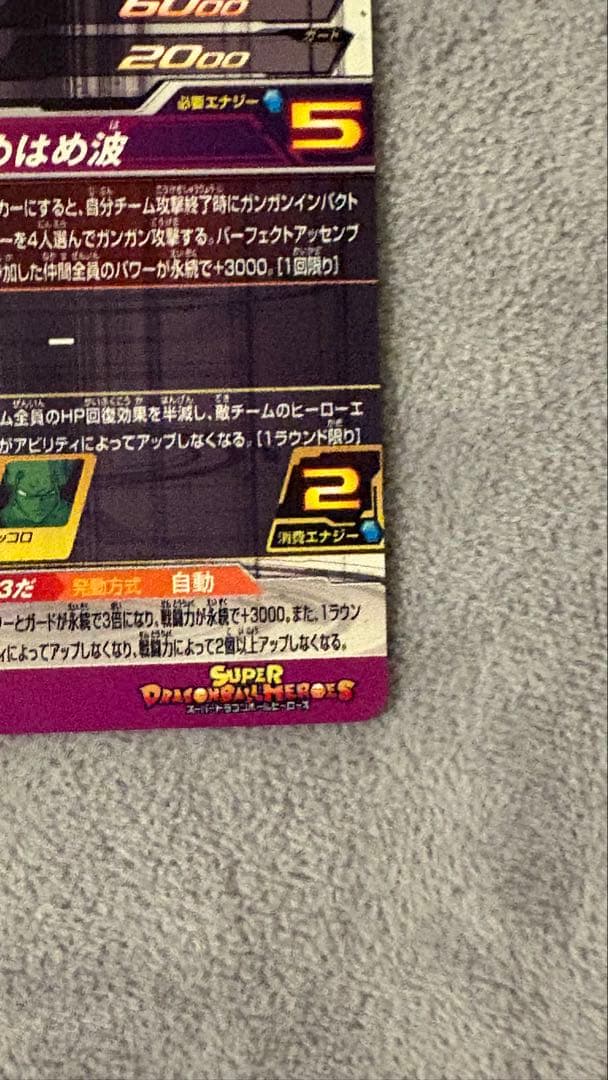 6000
2000
ガード
必要エナジー
5
めはめ波
カーにすると、自分チーム攻撃終了時にガンガンインパクト
ーを4人選んでガンガン攻撃する。パーフェクトアッセンブ
加した仲間全員のパワーが永続で+3000。[1回限り]
ー
ム全員のHP回復効果を半減し、敵チームのヒーローエ
がアビリティによってアップしなくなる。[1ラウンド限り]
2
ッコロ
消費エナジー
3だ 発動方式 自動
ーとガードが永続で3倍になり、戦闘力が永続で+3000。また、1ラウン
ィによってアップしなくなり、戦闘力によって2個以上アップしなくなる。
SUPER
DRAGONBALL HEROES
スーパードラゴンボールヒーローズ